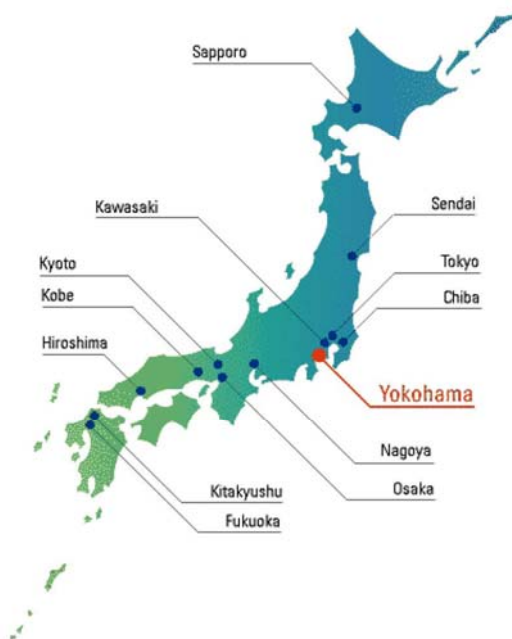 Sapporo
Kawasaki
Sendai
Kyoto
Tokyo
Kobe
Chiba
Hiroshima
Yokohama
Nagoya
Kitakyushu
Osaka
Fukuoka